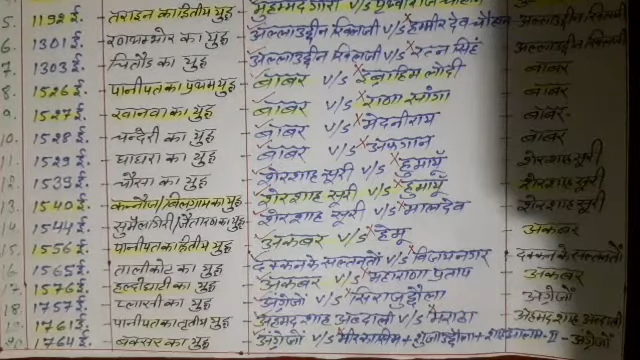 5. 1192 ई. तराइन का द्वितीय युद्ध - मुहम्मद गौरी v/s पृथ्वीराज चौहान
6. 1301 ई. रणथम्भोर का युद्ध - अल्लाउद्दीन खिलजी v/s हम्मीर देव चौहान - अल्लाउद्दीन खिलजी
7. 1303 ई. चित्तौड़ का युद्ध - अल्लाउद्दीन खिलजी v/s रत्न सिंह - अल्लाउद्दीन खिलजी
8. 1526 ई. पानीपत का प्रथम युद्ध - बाबर v/s इब्राहिम लोदी - बाबर
9. 1527 ई. खानवा का युद्ध - बाबर v/s राणा सांगा - बाबर
10. 1528 ई. चन्देरी का युद्ध - बाबर v/s मेदनीराय - बाबर
11. 1529 ई. घाघरा का युद्ध - बाबर v/s अफगान - बाबर
12. 1539 ई. चौसा का युद्ध - शेरशाह सूरी v/s हुमायूँ - शेरशाह सूरी
13. 1540 ई. कन्नौज/बिलग्राम का युद्ध - शेरशाह सूरी v/s हुमायूँ - शेरशाह सूरी
14. 1544 ई. सुमेलगिरी/जैतारण का युद्ध - शेरशाह सूरी v/s मालदेव - शेरशाह सूरी
15. 1556 ई. पानीपत का द्वितीय युद्ध - अकबर v/s हेमू - अकबर
16. 1565 ई. तालीकोट का युद्ध - दक्कन के सल्तनतों v/s विजयनगर - दक्कन के सल्तनतों
17. 1576 ई. हल्दीघाटी का युद्ध - अकबर v/s महाराणा प्रताप - अकबर
18. 1757 ई. प्लासी का युद्ध - अंग्रेजों v/s सिराजुद्दौला - अंग्रेजों
19. 1761 ई. पानीपत का तृतीय युद्ध - अहमद शाह अब्दाली v/s मराठा - अहमद शाह अब्दाली
20. 1764 ई. बक्सर का युद्ध - अंग्रेजों v/s मीरकासिम + शुजाउद्दौला + शाहआलम-II - अंग्रेजों